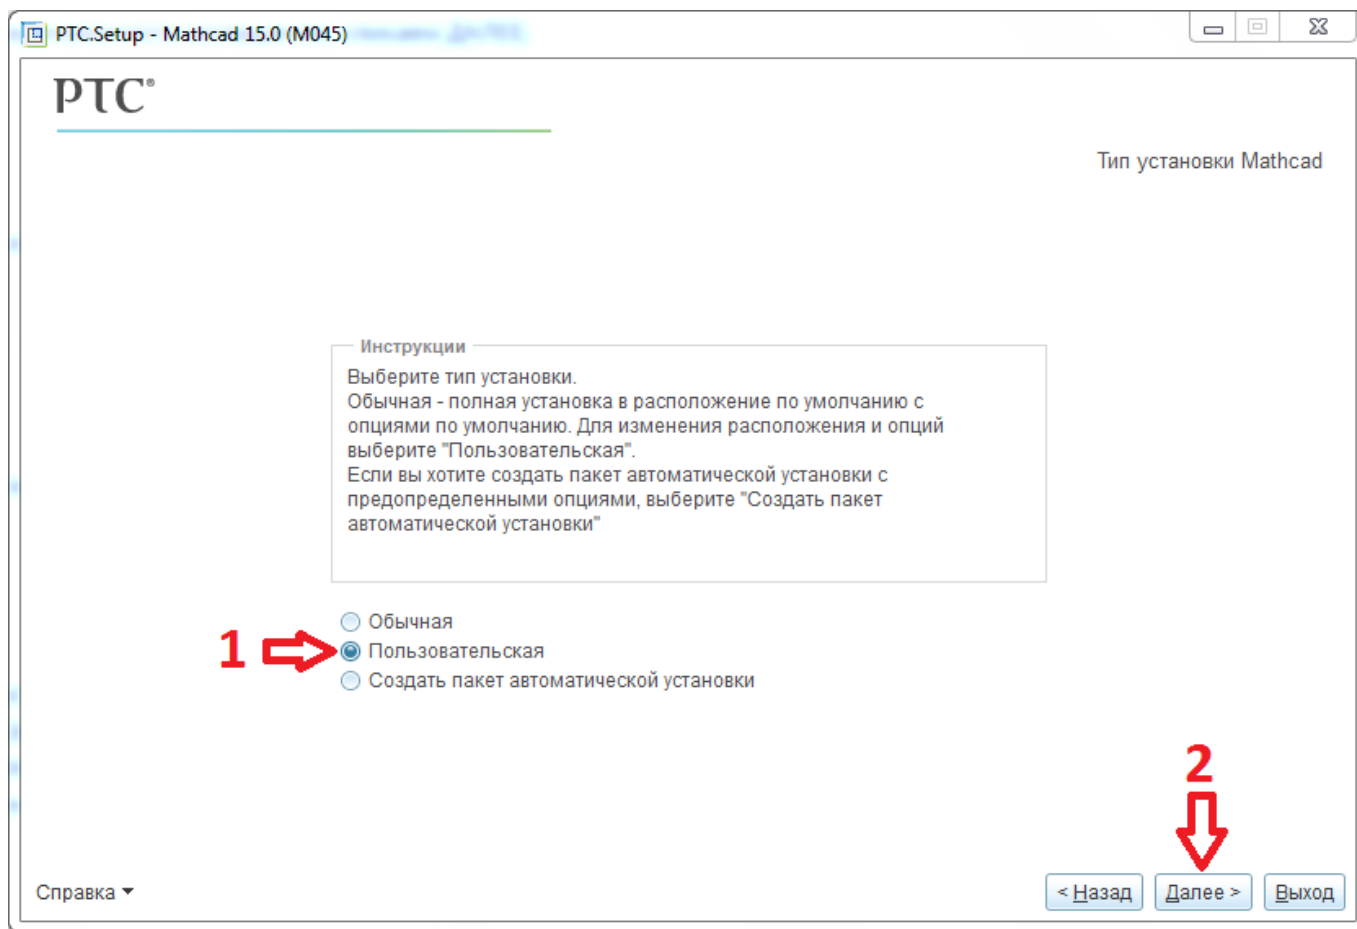 PTC.Setup - Mathcad 15.0 (M045)
PTC®
Тип установки Mathcad
Инструкции
Выберите тип установки.
Обычная - полная установка в расположение по умолчанию с
опциями по умолчанию. Для изменения расположения и опций
выберите "Пользовательская".
Если вы хотите создать пакет автоматической установки с
предопределенными опциями, выберите "Создать пакет
автоматической установки"
Обычная
1 Пользовательская
Создать пакет автоматической установки
2
Справка < Назад Далее > Выход